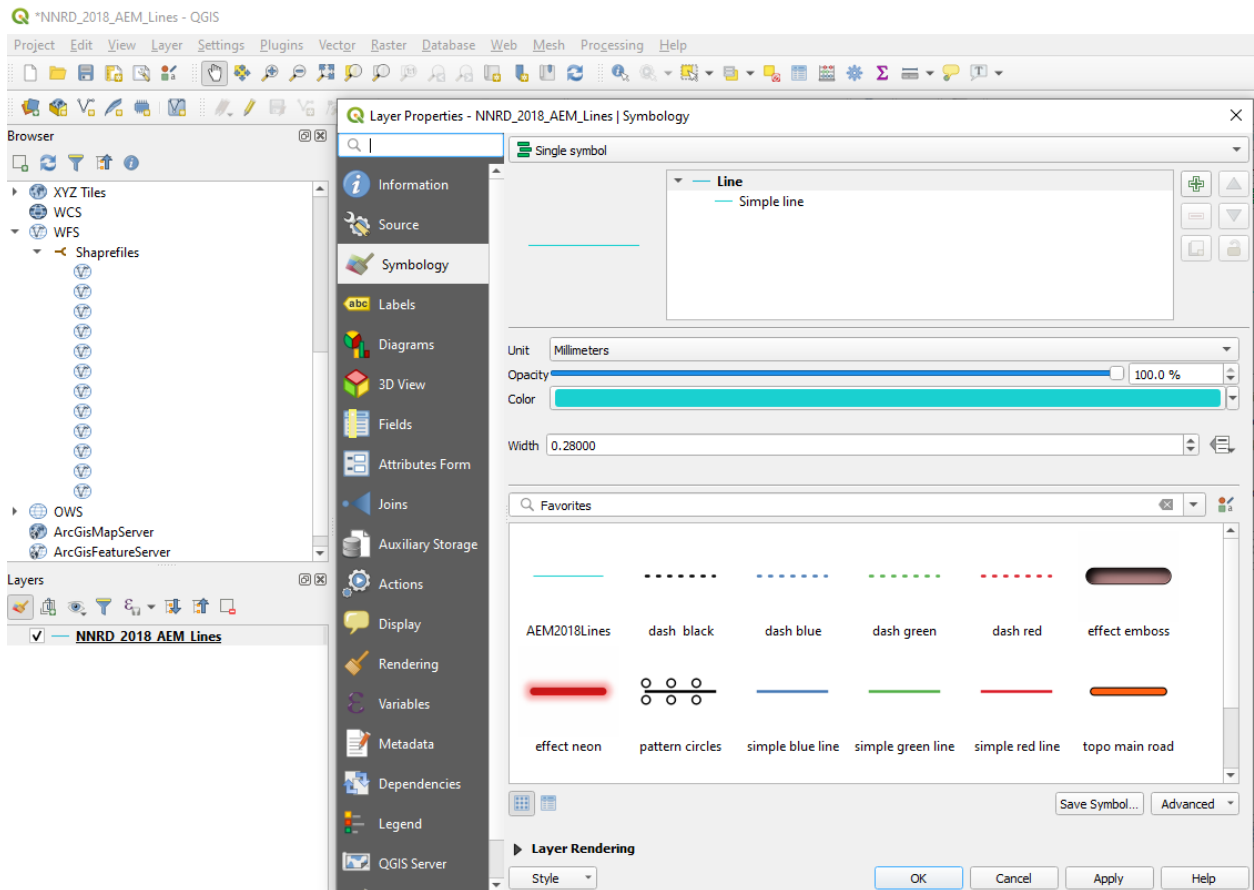 *NNRD_2018_AEM_Lines - QGIS
Project Edit View Layer Settings Plugins Vector Raster Database Web Mesh Processing Help
Layer Properties - NNRD_2018_AEM_Lines | Symbology
Browser
XYZ Tiles
WCS
WFS
Shaprefiles
OWS
ArcGisMapServer
ArcGisFeatureServer
Layers
NNRD_2018_AEM_Lines
Information
Source
Symbology
abc Labels
Diagrams
3D View
Fields
Attributes Form
Joins
Auxiliary Storage
Actions
Display
Rendering
Variables
Metadata
Dependencies
Legend
QGIS Server
Single symbol
Line
Simple line
Unit Millimeters
Opacity 100.0 %
Color
Width 0.28000
Favorites
AEM2018Lines dash black dash blue dash green dash red effect emboss
effect neon pattern circles simple blue line simple green line simple red line topo main road
Save Symbol... Advanced
Layer Rendering
Style OK Cancel Apply Help